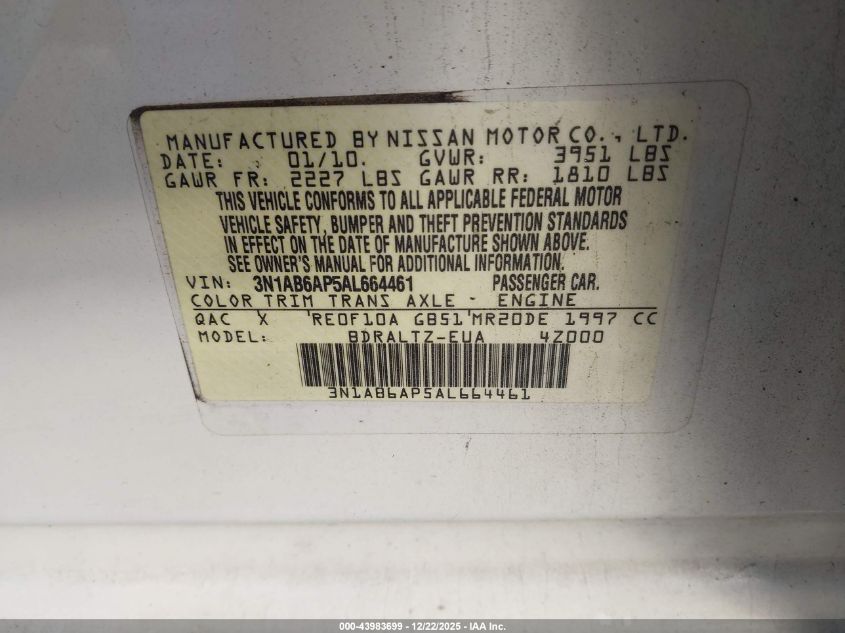 MANUFACTURED BY NISSAN MOTOR CO., LTD.
DATE: 01/10. GVWR: 3951 LBS
GAWR FR: 2227 LBS GAWR RR: 1810 LBS
THIS VEHICLE CONFORMS TO ALL APPLICABLE FEDERAL MOTOR
VEHICLE SAFETY, BUMPER AND THEFT PREVENTION STANDARDS
IN EFFECT ON THE DATE OF MANUFACTURE SHOWN ABOVE.
SEE OWNER'S MANUAL FOR ADDITIONAL INFORMATION.
VIN: 3N1AB6AP5AL664461 PASSENGER CAR.
COLOR TRIM TRANS AXLE - ENGINE
QAC X RE0F10A GB51 MR20DE 1997 CC
MODEL: BDRALTZ-EUA 4Z000
3N1AB6AP5AL664461
000-43983699 - 12/22/2025 - IAA Inc.